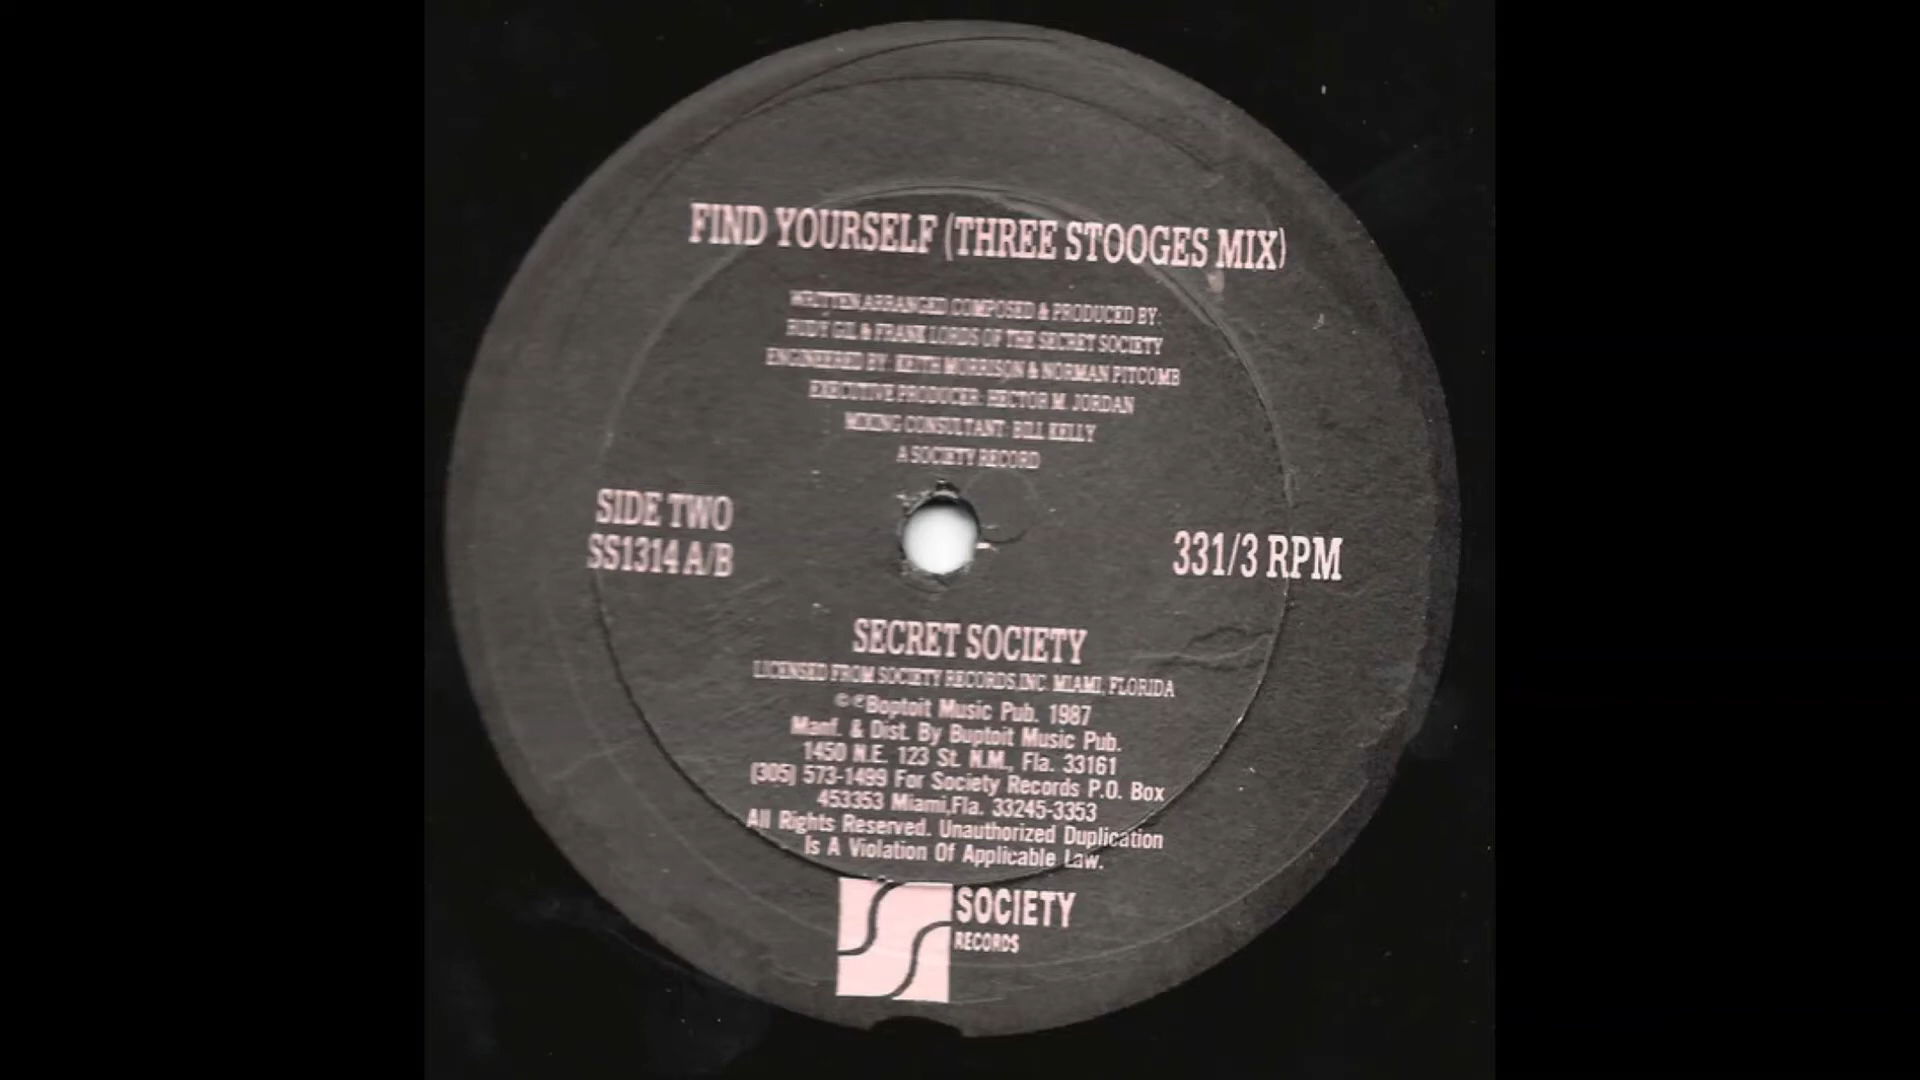 FIND YOURSELF (THREE STOOGES MIX)
WRITTEN, ARRANGED, COMPOSED & PRODUCED BY:
RUDY GIL & FRANK LORDS OF THE SECRET SOCIETY
ENGINEERED BY: KEITH MORRISON & NORMAN PITCOMB
EXECUTIVE PRODUCER: HECTOR M. JORDAN
MIXING CONSULTANT: BILL KELLY
A SOCIETY RECORD
SIDE TWO
SS1314 A/B
331/3 RPM
SECRET SOCIETY
LICENSED FROM SOCIETY RECORDS, INC. MIAMI, FLORIDA
©℗Boptoit Music Pub. 1987
Manf. & Dist. By Buptoit Music Pub.
1450 N.E. 123 St. N.M., Fla. 33161
(305) 573-1499 For Society Records P.O. Box
453353 Miami,Fla. 33245-3353
All Rights Reserved. Unauthorized Duplication
Is A Violation Of Applicable Law.
SOCIETY
RECORDS